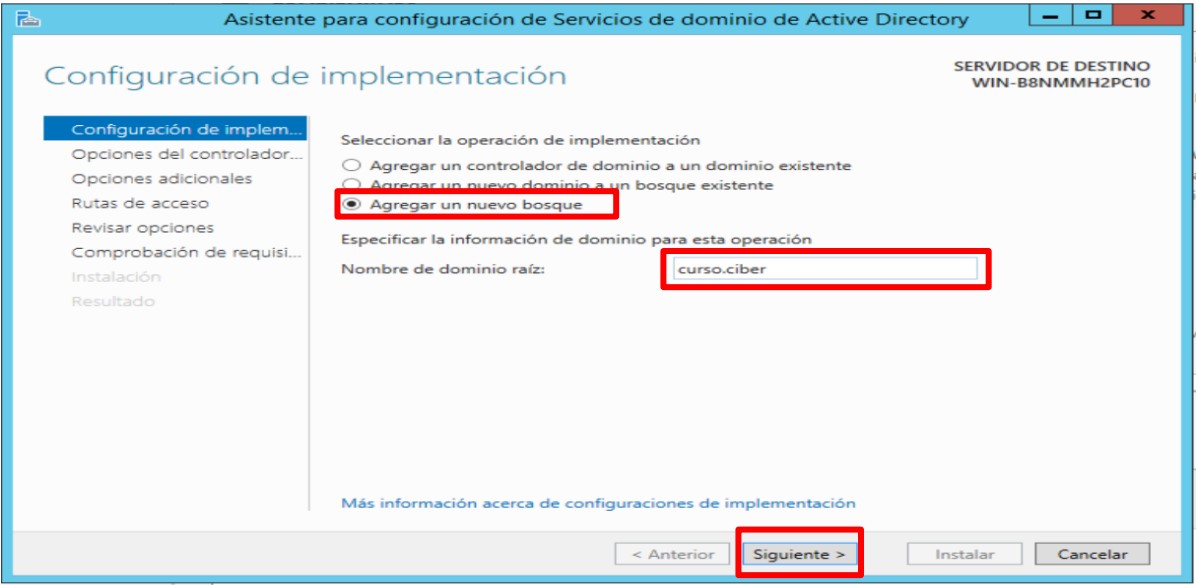 Asistente para configuración de Servicios de dominio de Active Directory
Configuración de implementación
SERVIDOR DE DESTINO
WIN-B8NMMH2PC10
Configuración de implem...
Opciones del controlador...
Opciones adicionales
Rutas de acceso
Revisar opciones
Comprobación de requisi...
Instalación
Resultado
Seleccionar la operación de implementación
Agregar un controlador de dominio a un dominio existente
Agregar un nuevo dominio a un bosque existente
Agregar un nuevo bosque
Especificar la información de dominio para esta operación
Nombre de dominio raíz: curso.ciber
Más información acerca de configuraciones de implementación
< Anterior Siguiente > Instalar Cancelar